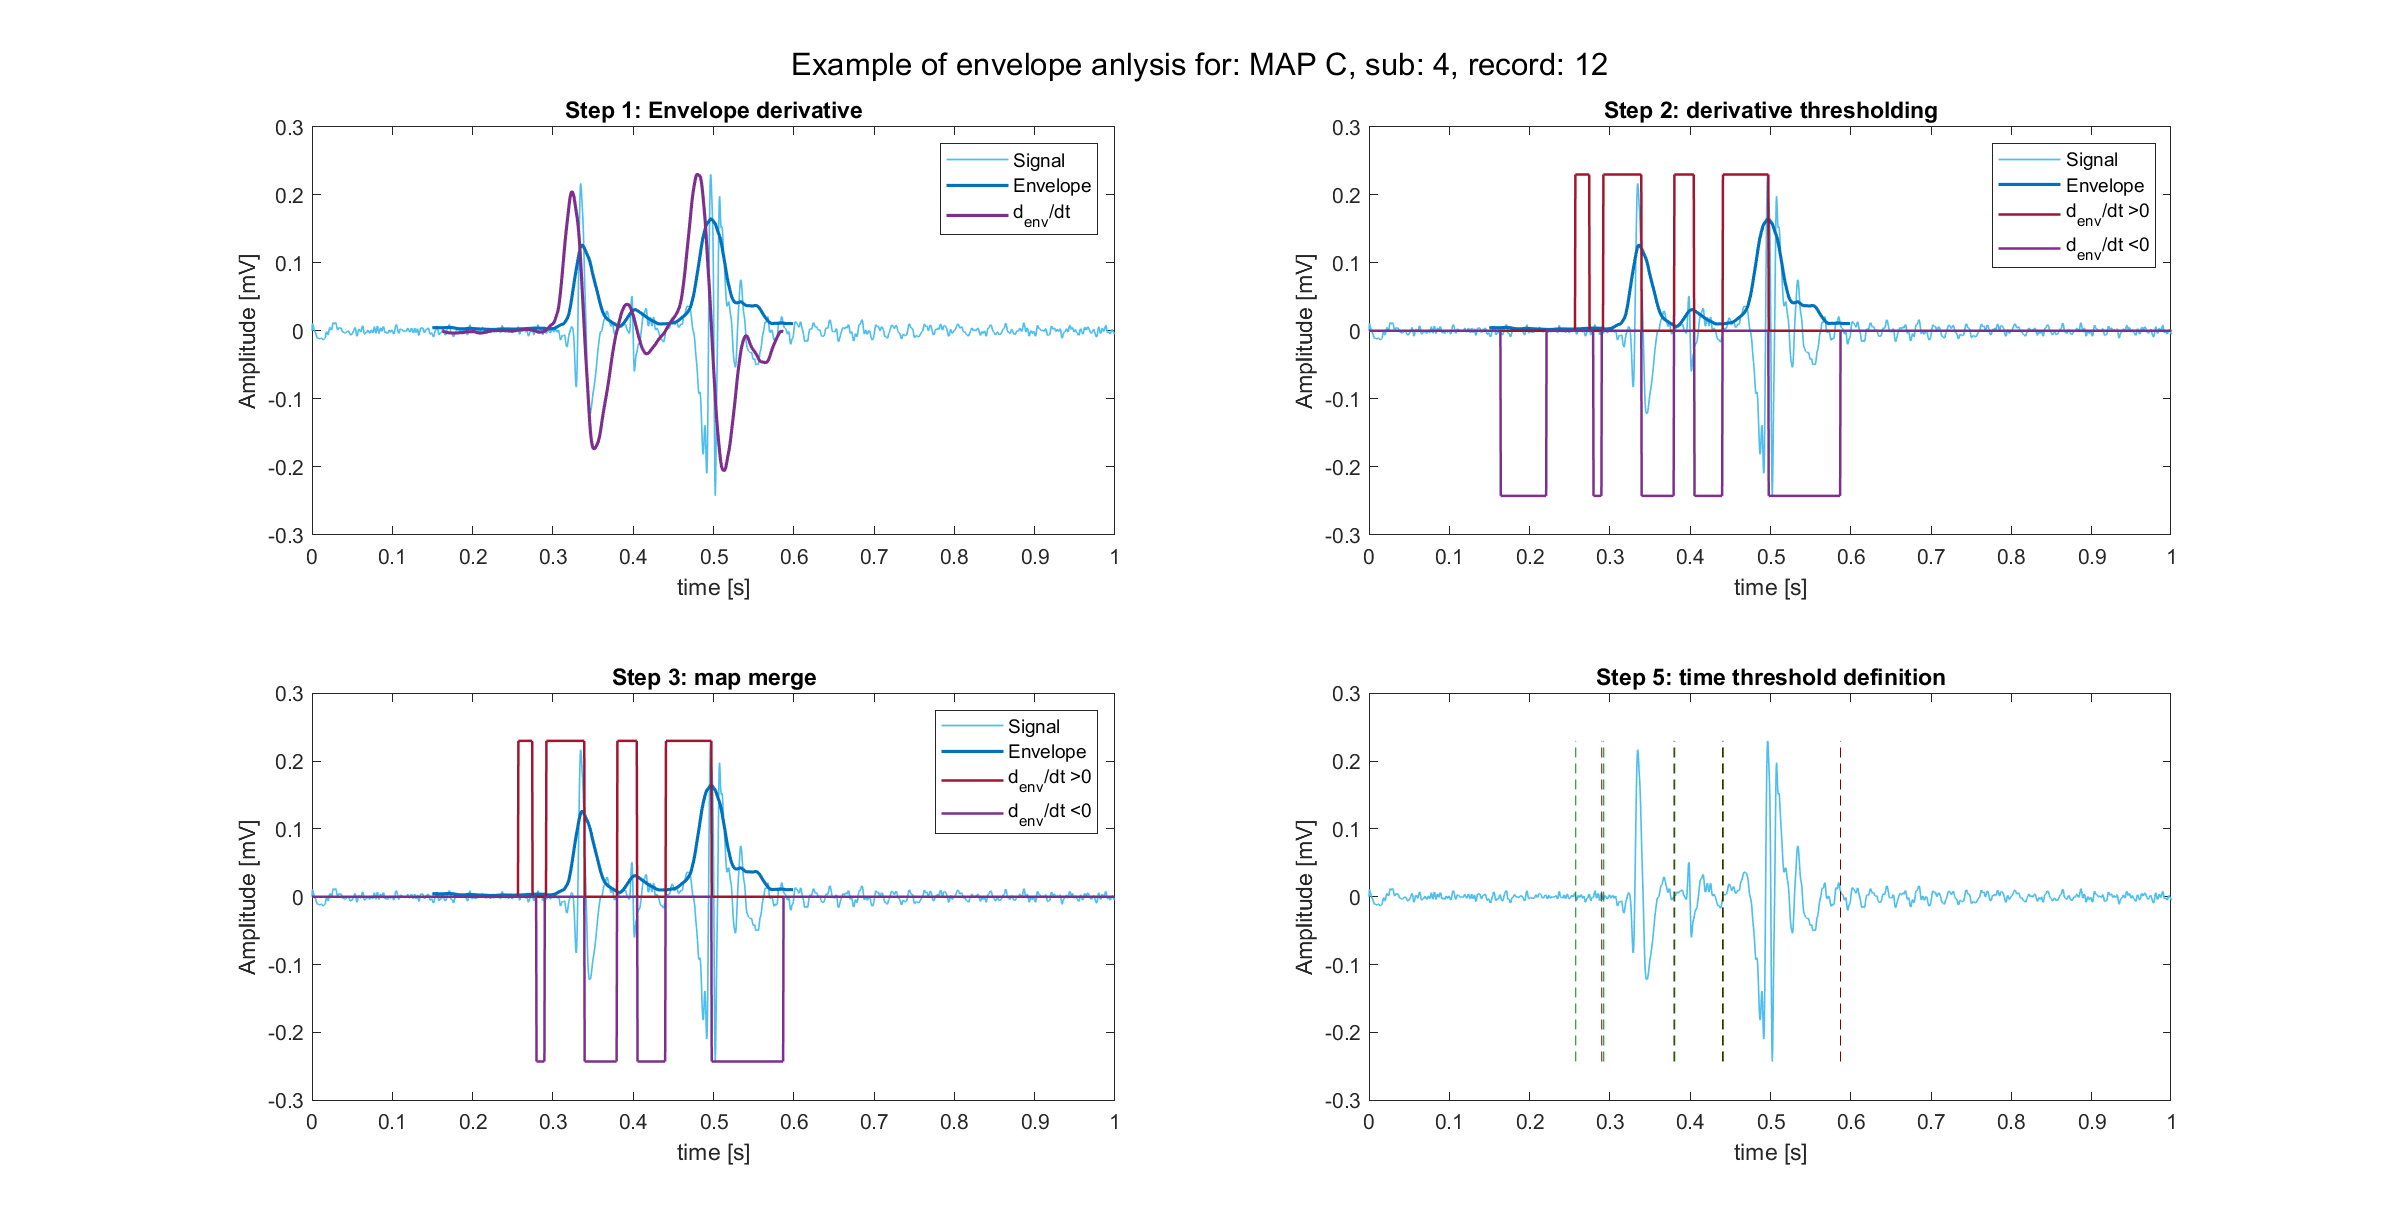 Example of envelope anlysis for: MAP C, sub: 4, record: 12
Step 1: Envelope derivative
0.3
0.2
0.1
0
-0.1
-0.2
-0.3
Amplitude [mV]
0 0.1 0.2 0.3 0.4 0.5 0.6 0.7 0.8 0.9 1
time [s]
Signal
Envelope
d_env/dt
Step 2: derivative thresholding
0.3
0.2
0.1
0
-0.1
-0.2
-0.3
Amplitude [mV]
0 0.1 0.2 0.3 0.4 0.5 0.6 0.7 0.8 0.9 1
time [s]
Signal
Envelope
d_env/dt >0
d_env/dt <0
Step 3: map merge
0.3
0.2
0.1
0
-0.1
-0.2
-0.3
Amplitude [mV]
0 0.1 0.2 0.3 0.4 0.5 0.6 0.7 0.8 0.9 1
time [s]
Signal
Envelope
d_env/dt >0
d_env/dt <0
Step 5: time threshold definition
0.3
0.2
0.1
0
-0.1
-0.2
-0.3
Amplitude [mV]
0 0.1 0.2 0.3 0.4 0.5 0.6 0.7 0.8 0.9 1
time [s]